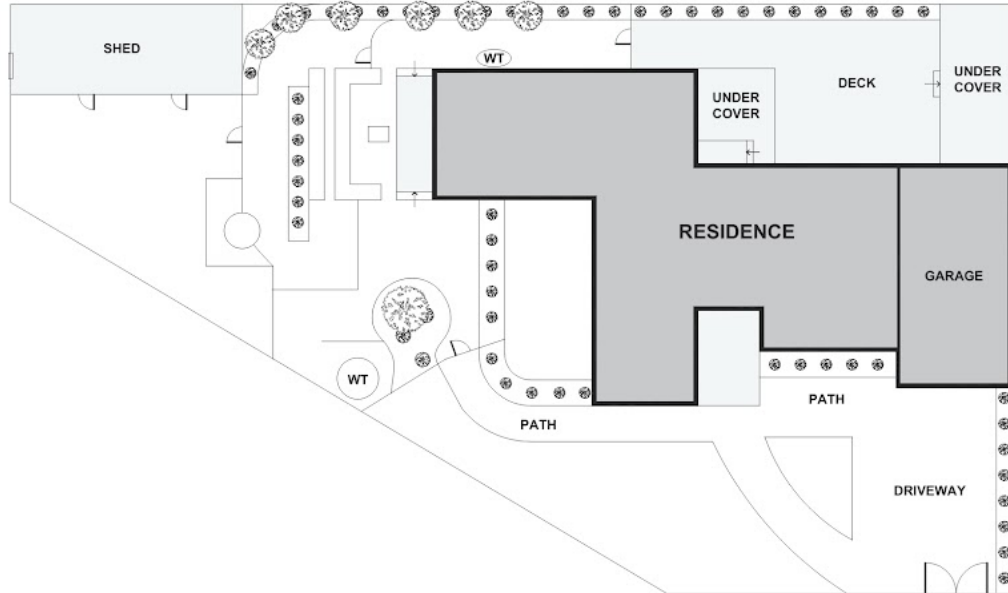 SHED
WT
DECK
UNDER
COVER
UNDER
COVER
RESIDENCE
GARAGE
WT
PATH
PATH
DRIVEWAY